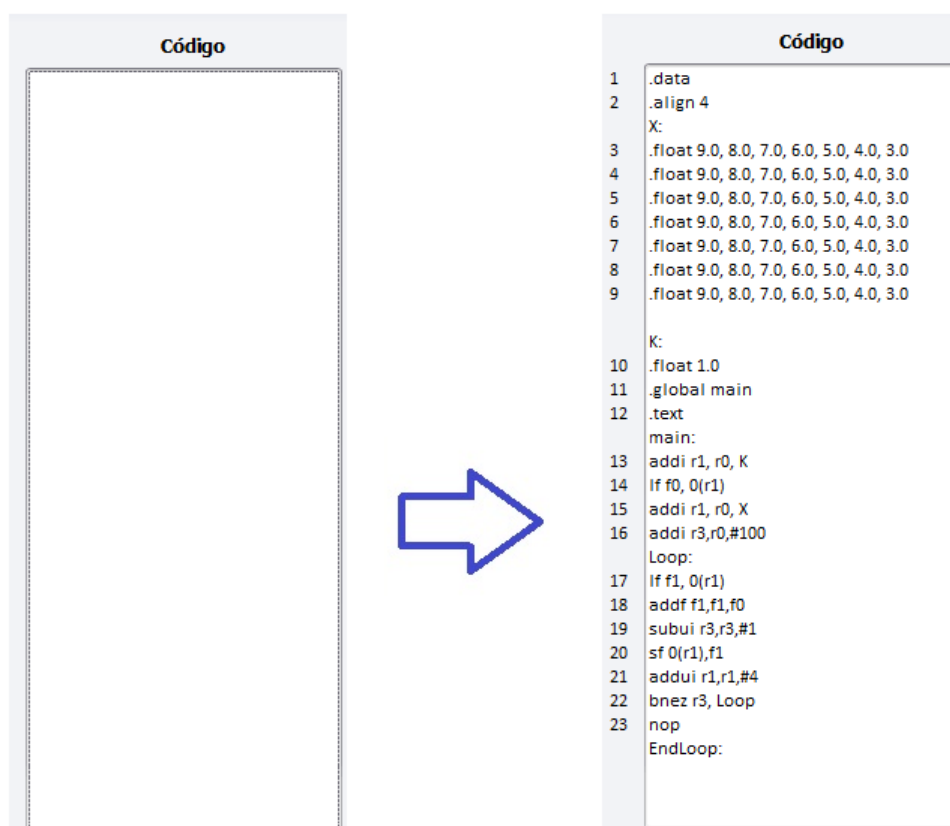 Código
Código
1 .data
2 .align 4
X:
3 .float 9.0, 8.0, 7.0, 6.0, 5.0, 4.0, 3.0
4 .float 9.0, 8.0, 7.0, 6.0, 5.0, 4.0, 3.0
5 .float 9.0, 8.0, 7.0, 6.0, 5.0, 4.0, 3.0
6 .float 9.0, 8.0, 7.0, 6.0, 5.0, 4.0, 3.0
7 .float 9.0, 8.0, 7.0, 6.0, 5.0, 4.0, 3.0
8 .float 9.0, 8.0, 7.0, 6.0, 5.0, 4.0, 3.0
9 .float 9.0, 8.0, 7.0, 6.0, 5.0, 4.0, 3.0
K:
10 .float 1.0
11 .global main
12 .text
main:
13 addi r1, r0, K
14 lf f0, 0(r1)
15 addi r1, r0, X
16 addi r3,r0,#100
Loop:
17 lf f1, 0(r1)
18 addf f1,f1,f0
19 subui r3,r3,#1
20 sf 0(r1),f1
21 addui r1,r1,#4
22 bnez r3, Loop
23 nop
EndLoop: